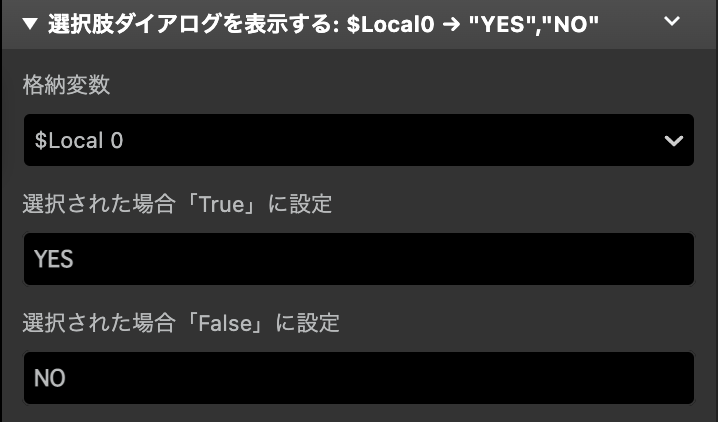 ▼ 選択肢ダイアログを表示する: $Local0 → "YES","NO"
格納変数
$Local 0
選択された場合「True」に設定
YES
選択された場合「False」に設定
NO